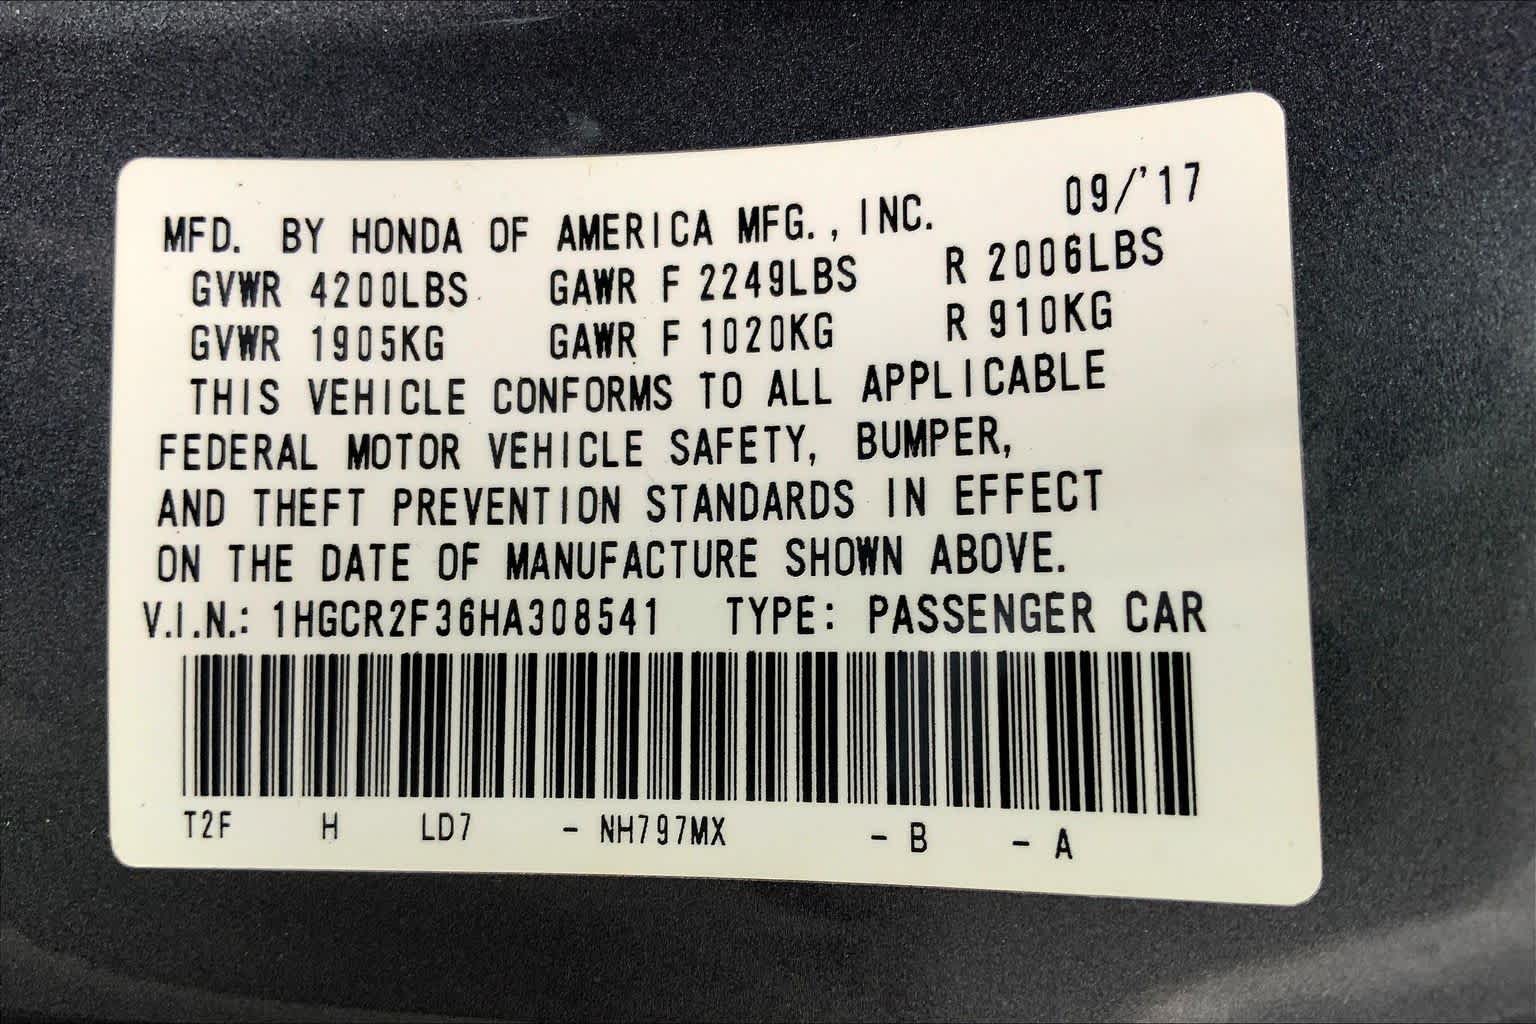 09/'17
MFD. BY HONDA OF AMERICA MFG., INC.
GVWR 4200LBS GAWR F 2249LBS R 2006LBS
GVWR 1905KG GAWR F 1020KG R 910KG
THIS VEHICLE CONFORMS TO ALL APPLICABLE
FEDERAL MOTOR VEHICLE SAFETY, BUMPER,
AND THEFT PREVENTION STANDARDS IN EFFECT
ON THE DATE OF MANUFACTURE SHOWN ABOVE.
V.I.N.: 1HGCR2F36HA308541 TYPE: PASSENGER CAR
T2F H LD7 - NH797MX - B - A